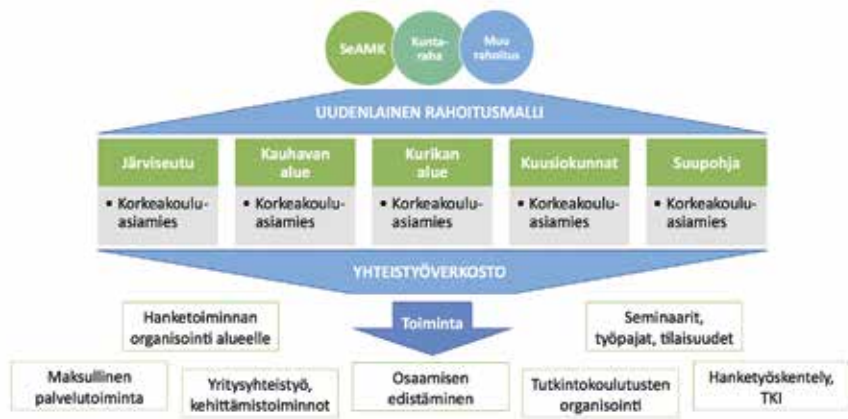 SeAMK
Kunta-
raha
Muu
rahoitus
UUDENLAINEN RAHOITUSMALLI
Järviseutu
Kauhavan
alue
Kurikan
alue
Kuusiokunnat
Suupohja
• Korkeakoulu-
asiamies
• Korkeakoulu-
asiamies
• Korkeakoulu-
asiamies
• Korkeakoulu-
asiamies
• Korkeakoulu-
asiamies
YHTEISTYÖVERKOSTO
Hanketoiminnan
organisointi alueelle
Toiminta
Seminaarit,
työpajat, tilaisuudet
Maksullinen
palvelutoiminta
Yritysyhteistyö,
kehittämistoiminnot
Osaamisen
edistäminen
Tutkintokoulutusten
organisointi
Hanketyöskentely,
TKI